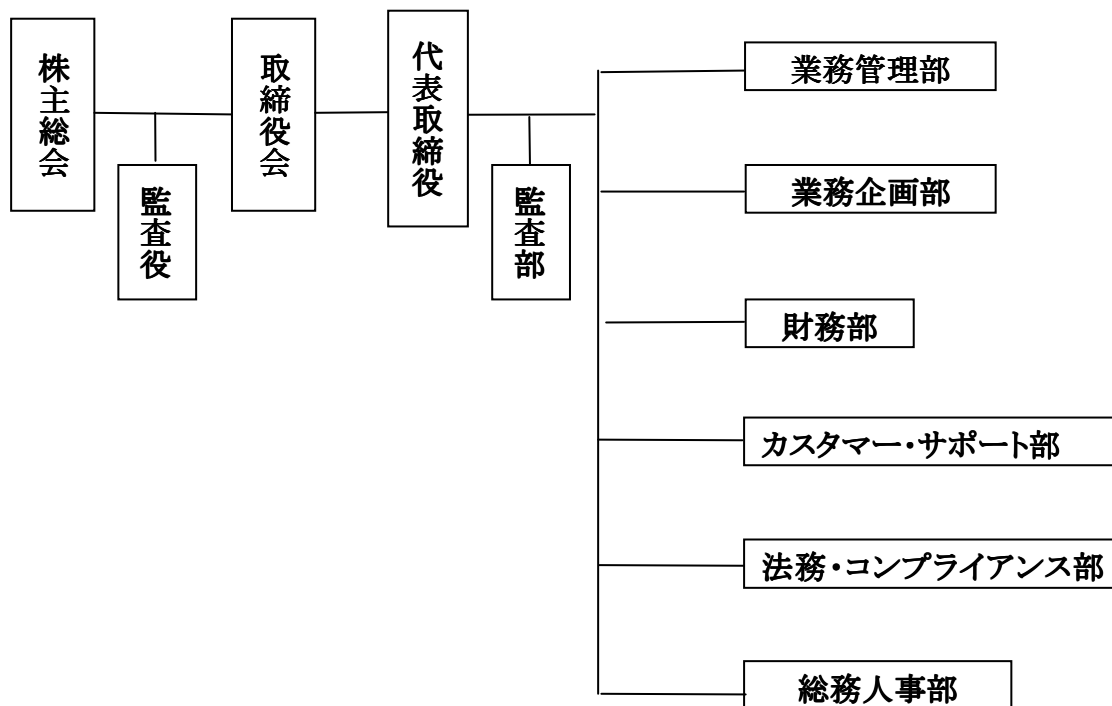 株主総会
監査役
取締役会
代表取締役
監査部
業務管理部
業務企画部
財務部
カスタマー・サポート部
法務・コンプライアンス部
総務人事部